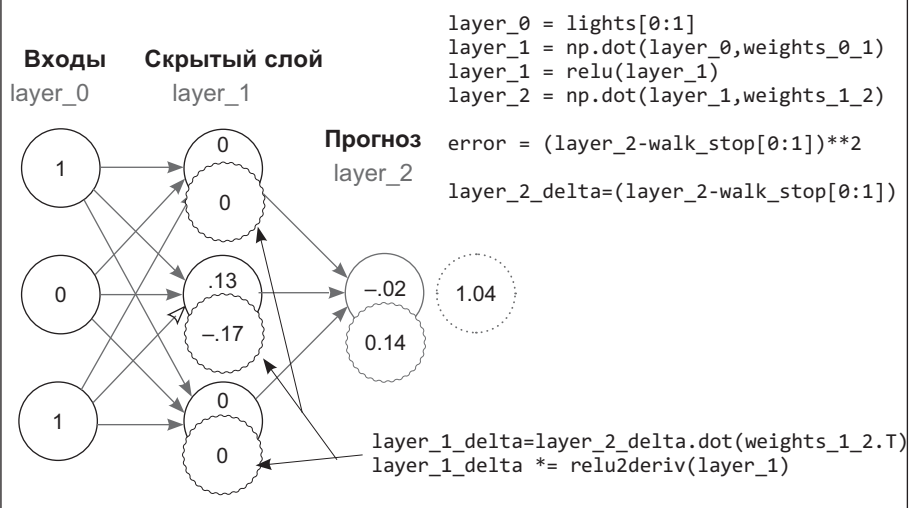 layer_0 = lights[0:1]
layer_1 = np.dot(layer_0,weights_0_1)
layer_1 = relu(layer_1)
layer_2 = np.dot(layer_1,weights_1_2)
error = (layer_2-walk_stop[0:1])**2
layer_2_delta=(layer_2-walk_stop[0:1])
Входы
layer_0
Скрытый слой
layer_1
Прогноз
layer_2
1
0
1
0
0
.13
–.17
0
0
–.02
0.14
1.04
layer_1_delta=layer_2_delta.dot(weights_1_2.T)
layer_1_delta *= relu2deriv(layer_1)